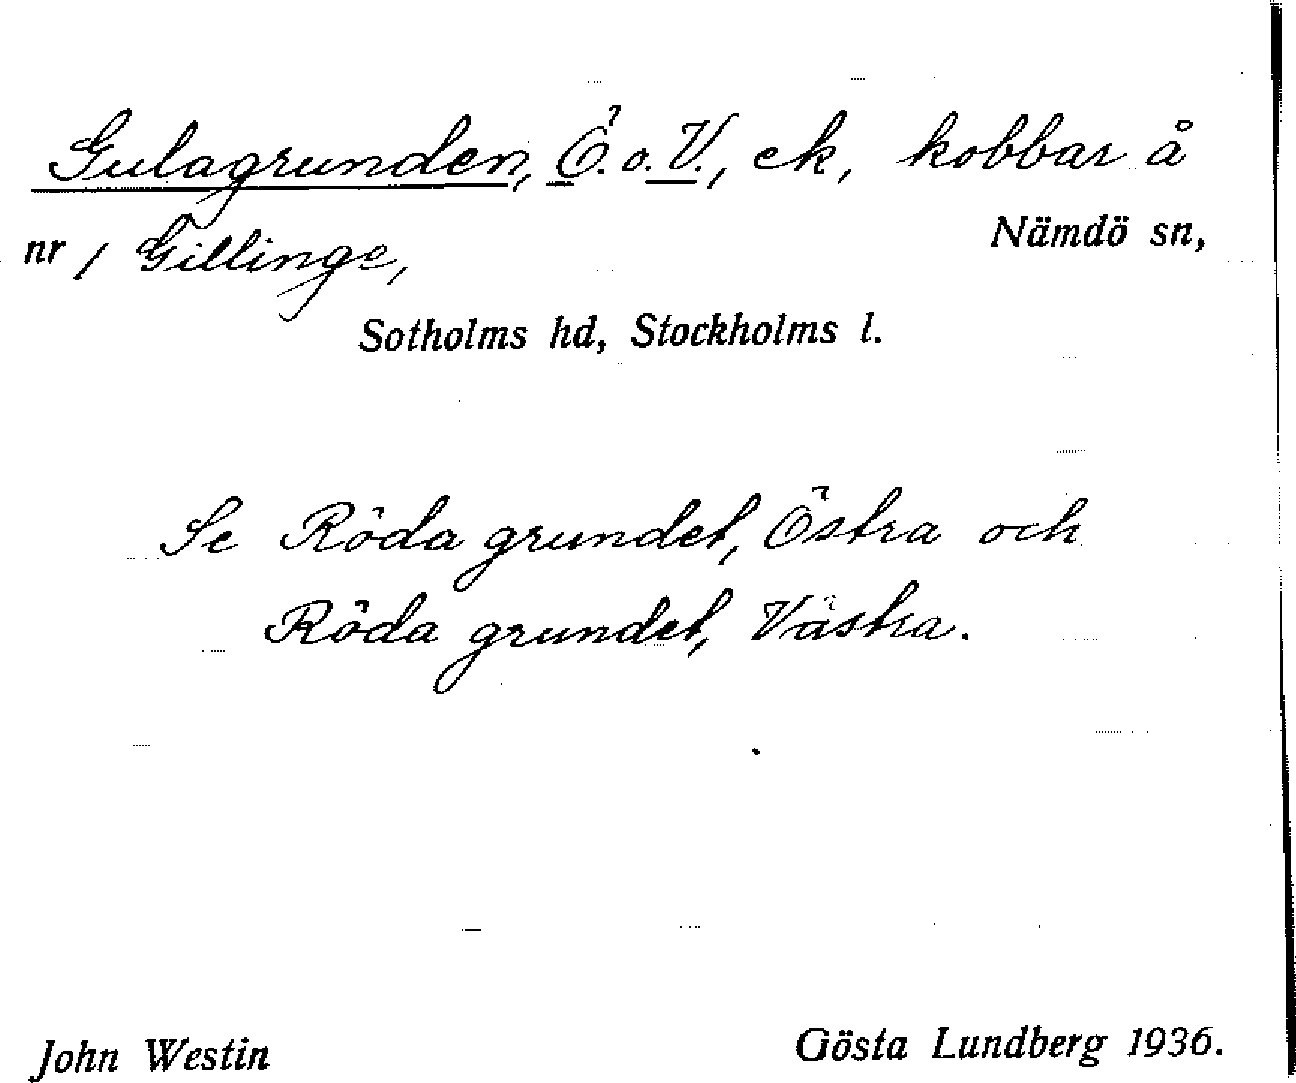 Gulagrunden, Ö. o. V., ek, kobbar å
nr 1 Gillinge, Nämdö sn,
Sotholms hd, Stockholms l.
Se Röda grundet, Östra och
Röda grundet, Västra.
John Westin Gösta Lundberg 1936.